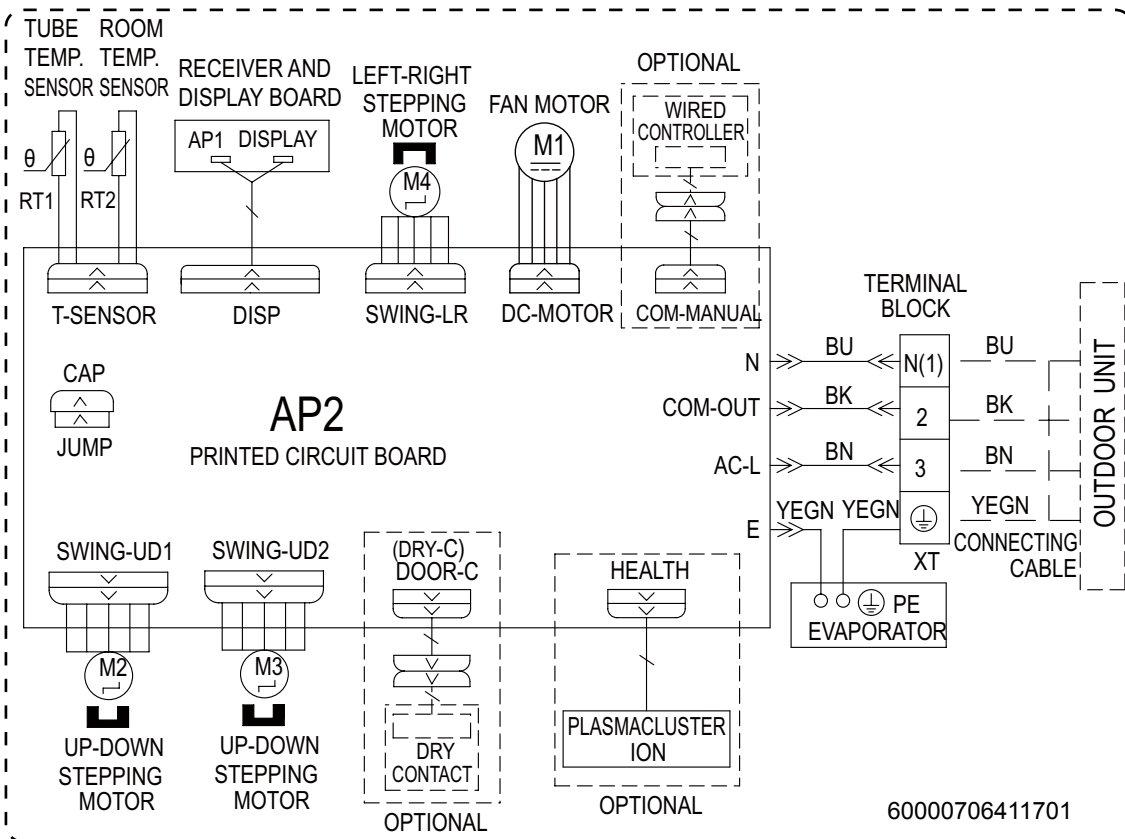 TUBE
TEMP.
SENSOR
ROOM
TEMP.
SENSOR
θ
RT1
θ
RT2
RECEIVER AND
DISPLAY BOARD
AP1 DISPLAY
LEFT-RIGHT
STEPPING
MOTOR
M4
FAN MOTOR
M1
OPTIONAL
WIRED
CONTROLLER
T-SENSOR
DISP
SWING-LR
DC-MOTOR
COM-MANUAL
CAP
JUMP
AP2
PRINTED CIRCUIT BOARD
TERMINAL
BLOCK
N
BU
N(1)
BU
COM-OUT
BK
2
BK
AC-L
BN
3
BN
E
YEGN
YEGN
YEGN
XT
CONNECTING
CABLE
OUTDOOR UNIT
PE
EVAPORATOR
SWING-UD1
M2
UP-DOWN
STEPPING
MOTOR
SWING-UD2
M3
UP-DOWN
STEPPING
MOTOR
(DRY-C)
DOOR-C
DRY
CONTACT
OPTIONAL
HEALTH
PLASMACLUSTER
ION
OPTIONAL
60000706411701